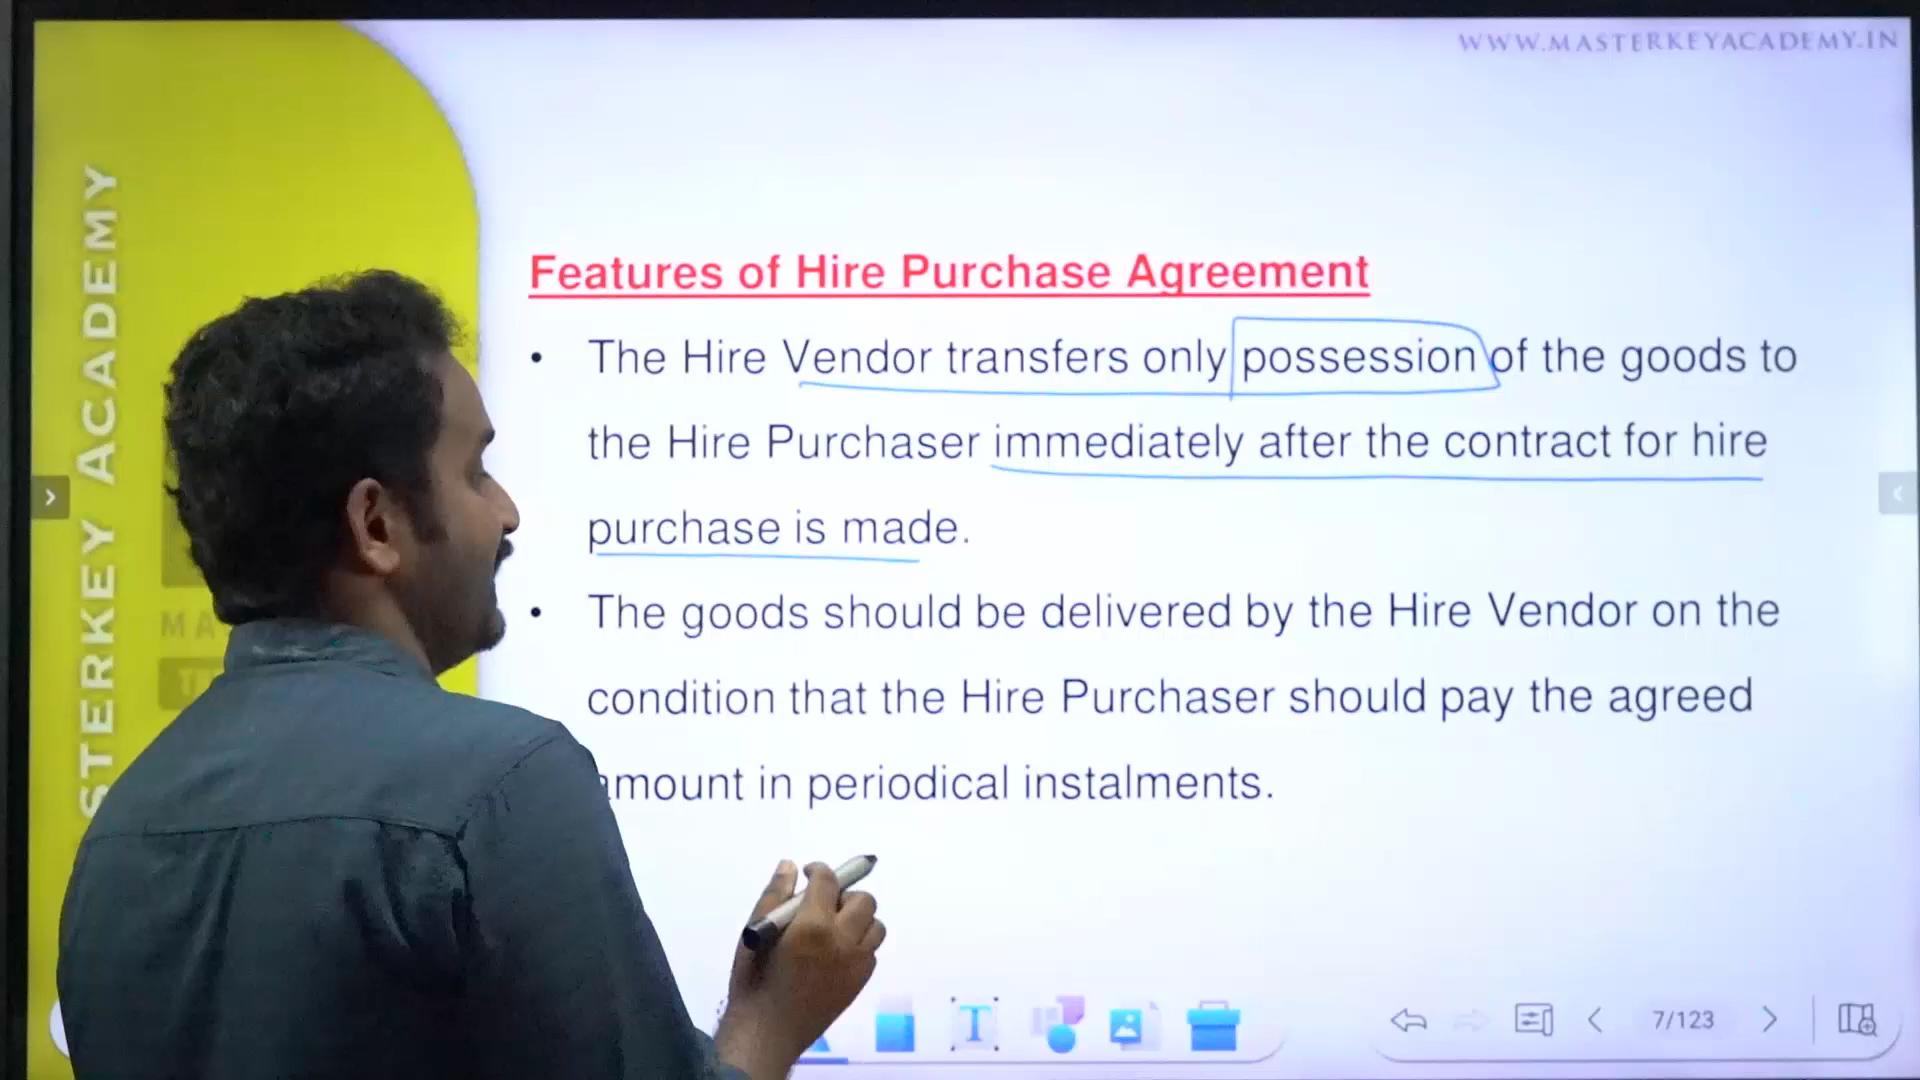 WWW.MASTERKEYACADEMY.IN
STERKEY ACADEMY
Features of Hire Purchase Agreement
• The Hire Vendor transfers only possession of the goods to
the Hire Purchaser immediately after the contract for hire
purchase is made.
• The goods should be delivered by the Hire Vendor on the
condition that the Hire Purchaser should pay the agreed
amount in periodical instalments.
MA
T
7/123